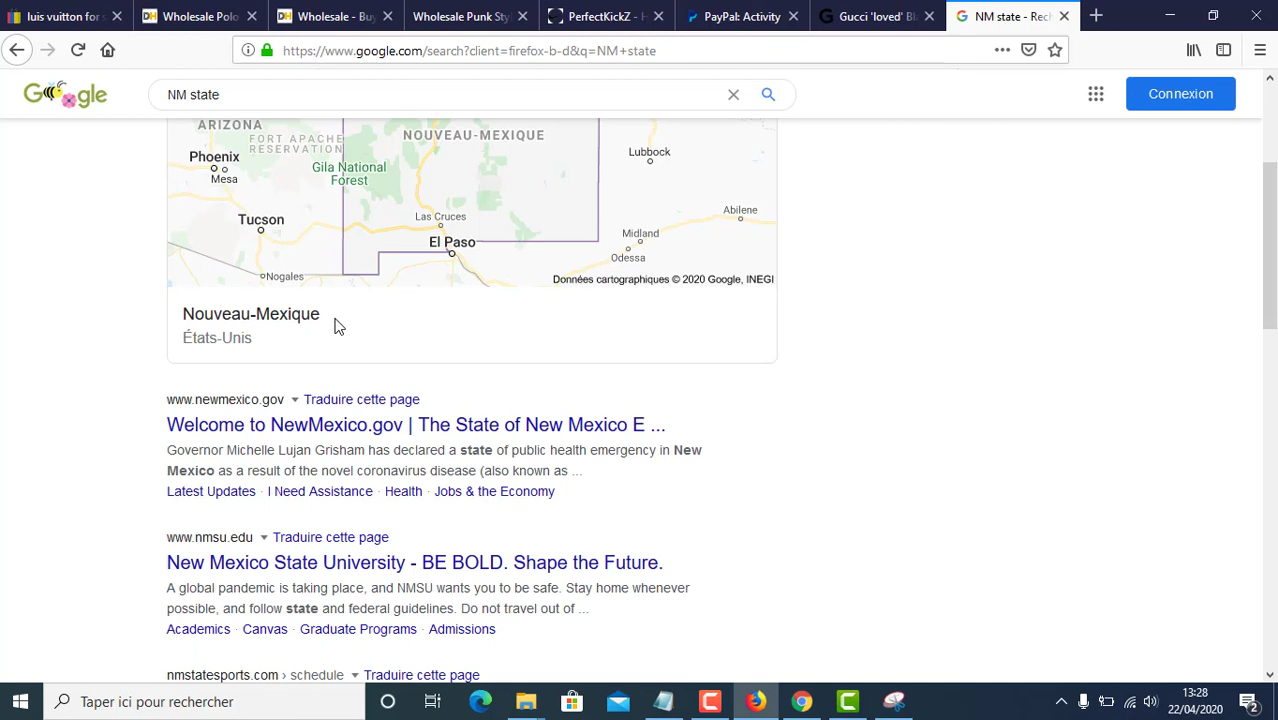 luis vuitton for s
Wholesale Polo
Wholesale - Buy
Wholesale Punk Sty
PerfectKickZ - H
PayPal: Activity
Gucci 'loved' Bla
NM state - Rech
https://www.google.com/search?client=firefox-b-d&q=NM+state
Google
NM state
Connexion
ARIZONA
FORT APACHE
RESERVATION
NOUVEAU-MEXIQUE
Phoenix
Mesa
Gila National
Forest
Lubbock
Tucson
Las Cruces
Abilene
El Paso
Midland
Odessa
Nogales
Données cartographiques © 2020 Google, INEGI
Nouveau-Mexique
États-Unis
www.newmexico.gov Traduire cette page
Welcome to NewMexico.gov | The State of New Mexico E ...
Governor Michelle Lujan Grisham has declared a state of public health emergency in New
Mexico as a result of the novel coronavirus disease (also known as ...
Latest Updates · I Need Assistance · Health · Jobs & the Economy
www.nmsu.edu Traduire cette page
New Mexico State University - BE BOLD. Shape the Future.
A global pandemic is taking place, and NMSU wants you to be safe. Stay home whenever
possible, and follow state and federal guidelines. Do not travel out of ...
Academics · Canvas · Graduate Programs · Admissions
nmstatesports.com › schedule Traduire cette page
Taper ici pour rechercher
13:28
22/04/2020
2